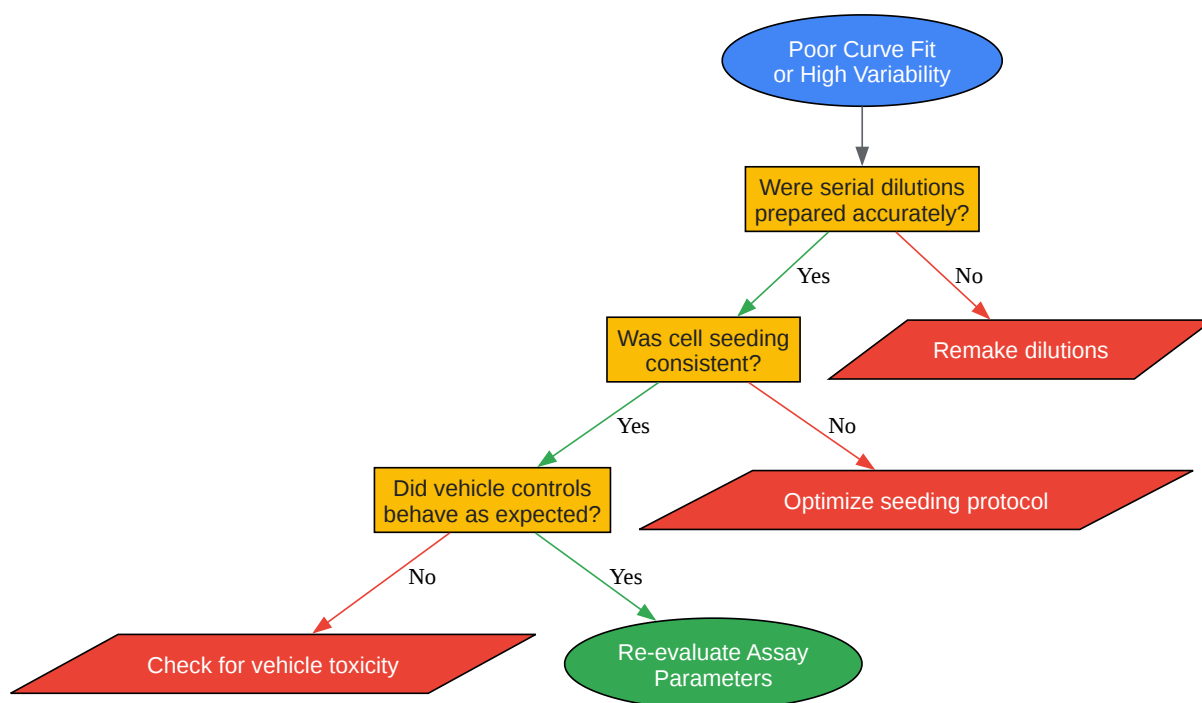 Poor Curve Fit
or High Variability
Were serial dilutions
prepared accurately?
Yes
No
Was cell seeding
consistent?
Remake dilutions
Yes
No
Did vehicle controls
behave as expected?
Optimize seeding protocol
No
Yes
Check for vehicle toxicity
Re-evaluate Assay
Parameters